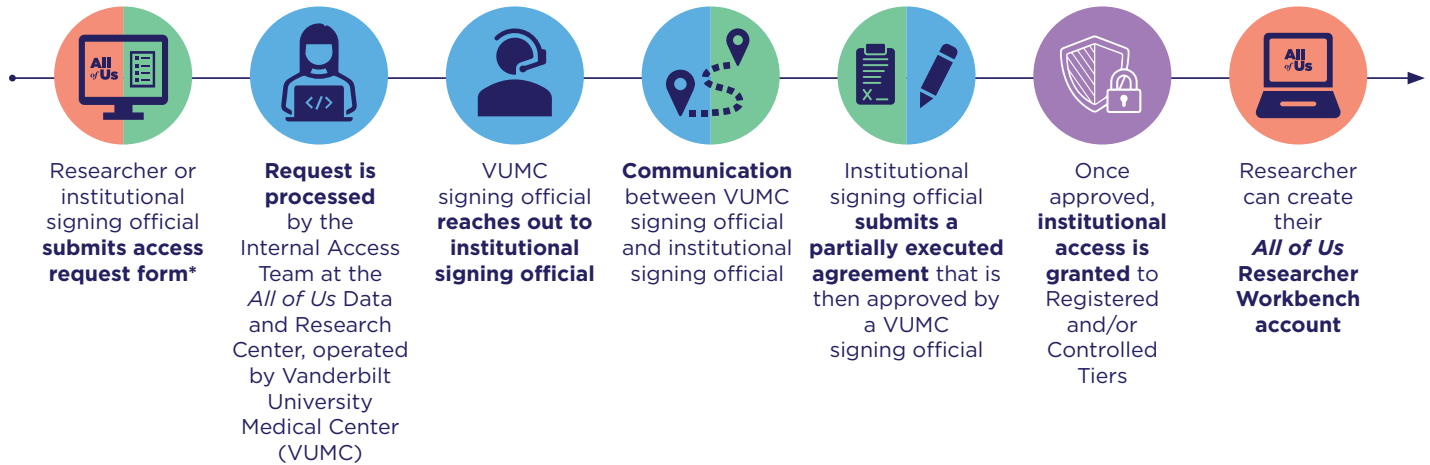 All
of Us
Researcher or
institutional
signing official
submits access
request form*
</>
Request is
processed
by the
Internal Access
Team at the
All of Us Data
and Research
Center, operated
by Vanderbilt
University
Medical Center
(VUMC)
VUMC
signing official
reaches out to
institutional
signing official
Communication
between VUMC
signing official
and institutional
signing official
X_
Institutional
signing official
submits a
partially executed
agreement that is
then approved by
a VUMC
signing official
Once
approved,
institutional
access is
granted to
Registered
and/or
Controlled
Tiers
All
of Us
Researcher
can create
their
All of Us
Researcher
Workbench
account